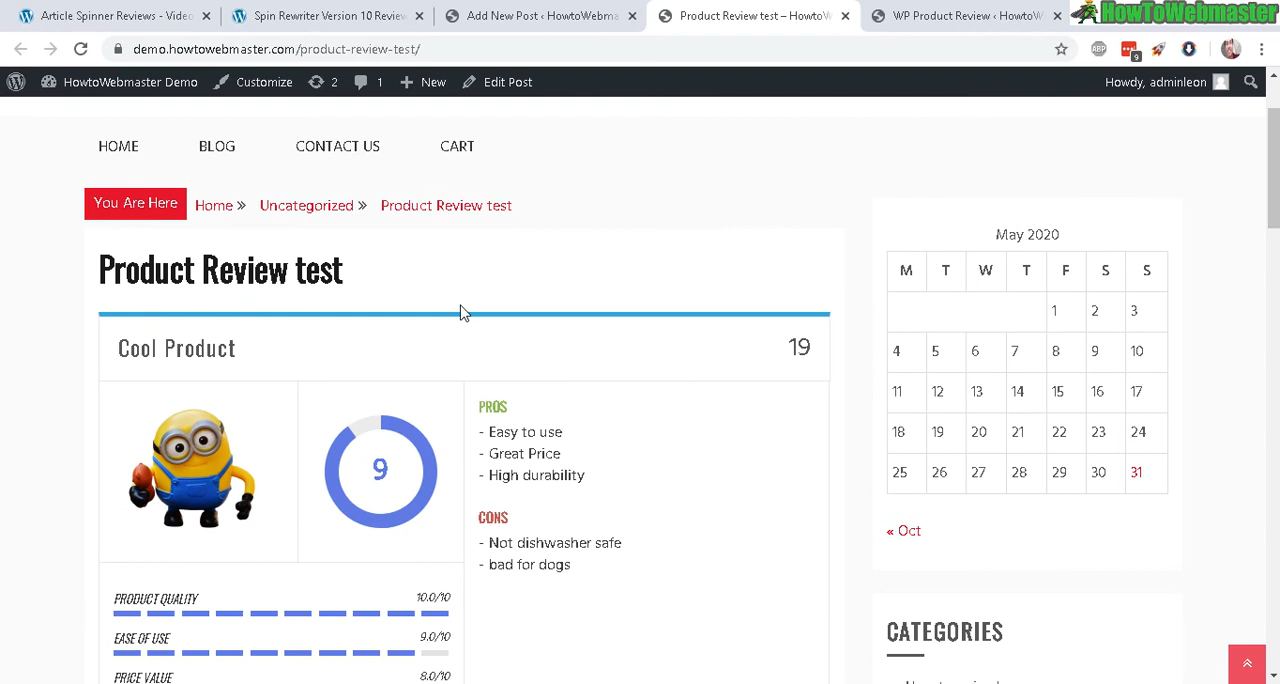 Article Spinner Reviews - Video
Spin Rewriter Version 10 Review
Add New Post ‹ HowtoWebma
Product Review test – HowtoW
WP Product Review ‹ HowtoW
HowToWebmaster
demo.howtowebmaster.com/product-review-test/
ABP
9
HowtoWebmaster Demo
Customize
2
1
New
Edit Post
Howdy, adminleon
HOME
BLOG
CONTACT US
CART
You Are Here
Home »
Uncategorized »
Product Review test
Product Review test
Cool Product
19
9
PROS
- Easy to use
- Great Price
- High durability
CONS
- Not dishwasher safe
- bad for dogs
PRODUCT QUALITY 10.0/10
EASE OF USE 9.0/10
PRICE VALUE 8.0/10
May 2020
M T W T F S S
1 2 3
4 5 6 7 8 9 10
11 12 13 14 15 16 17
18 19 20 21 22 23 24
25 26 27 28 29 30 31
« Oct
CATEGORIES